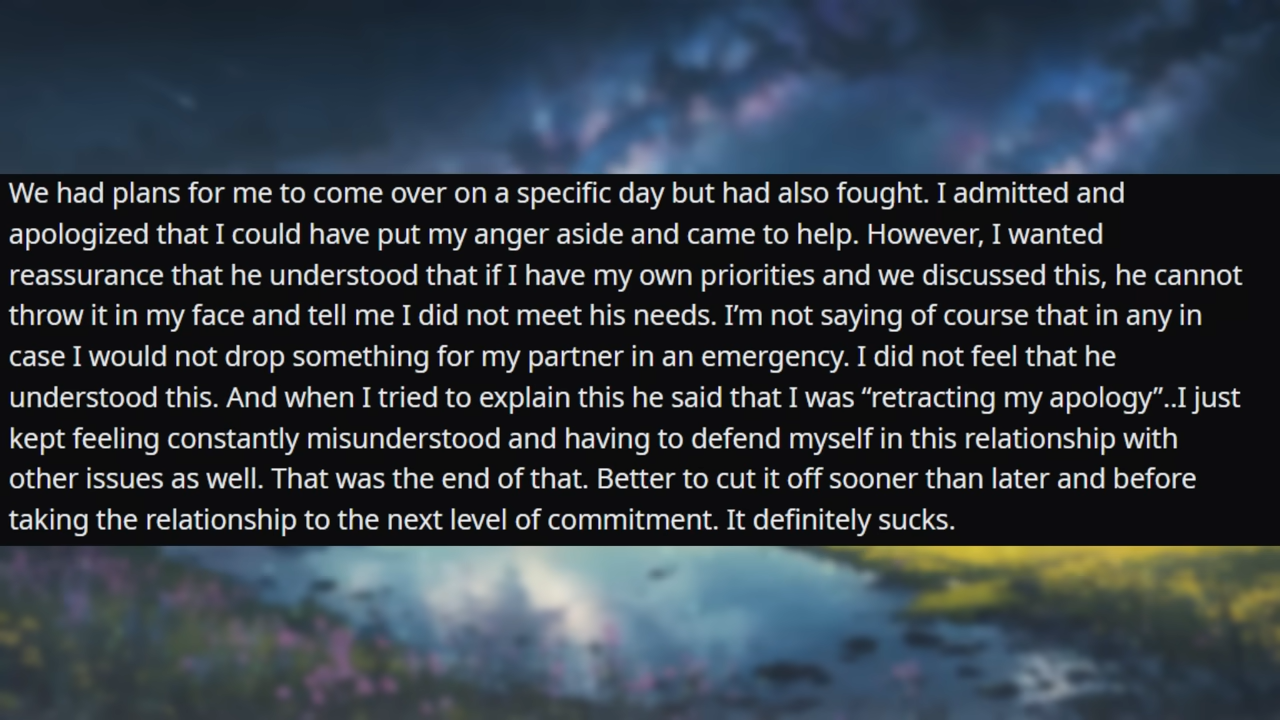 We had plans for me to come over on a specific day but had also fought. I admitted and
apologized that I could have put my anger aside and came to help. However, I wanted
reassurance that he understood that if I have my own priorities and we discussed this, he cannot
throw it in my face and tell me I did not meet his needs. I’m not saying of course that in any in
case I would not drop something for my partner in an emergency. I did not feel that he
understood this. And when I tried to explain this he said that I was “retracting my apology”..I just
kept feeling constantly misunderstood and having to defend myself in this relationship with
other issues as well. That was the end of that. Better to cut it off sooner than later and before
taking the relationship to the next level of commitment. It definitely sucks.